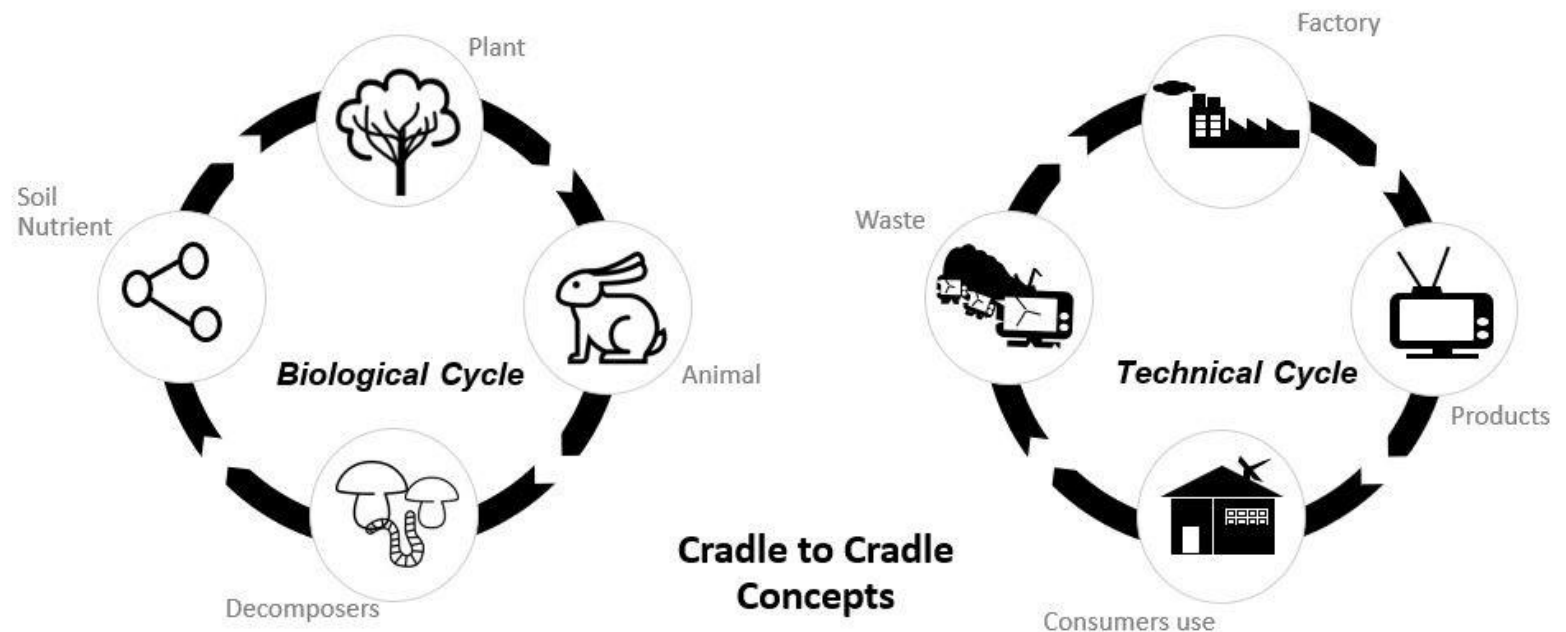 Plant
Soil
Nutrient
Biological Cycle
Animal
Decomposers
Factory
Waste
Technical Cycle
Products
Consumers use
Cradle to Cradle
Concepts